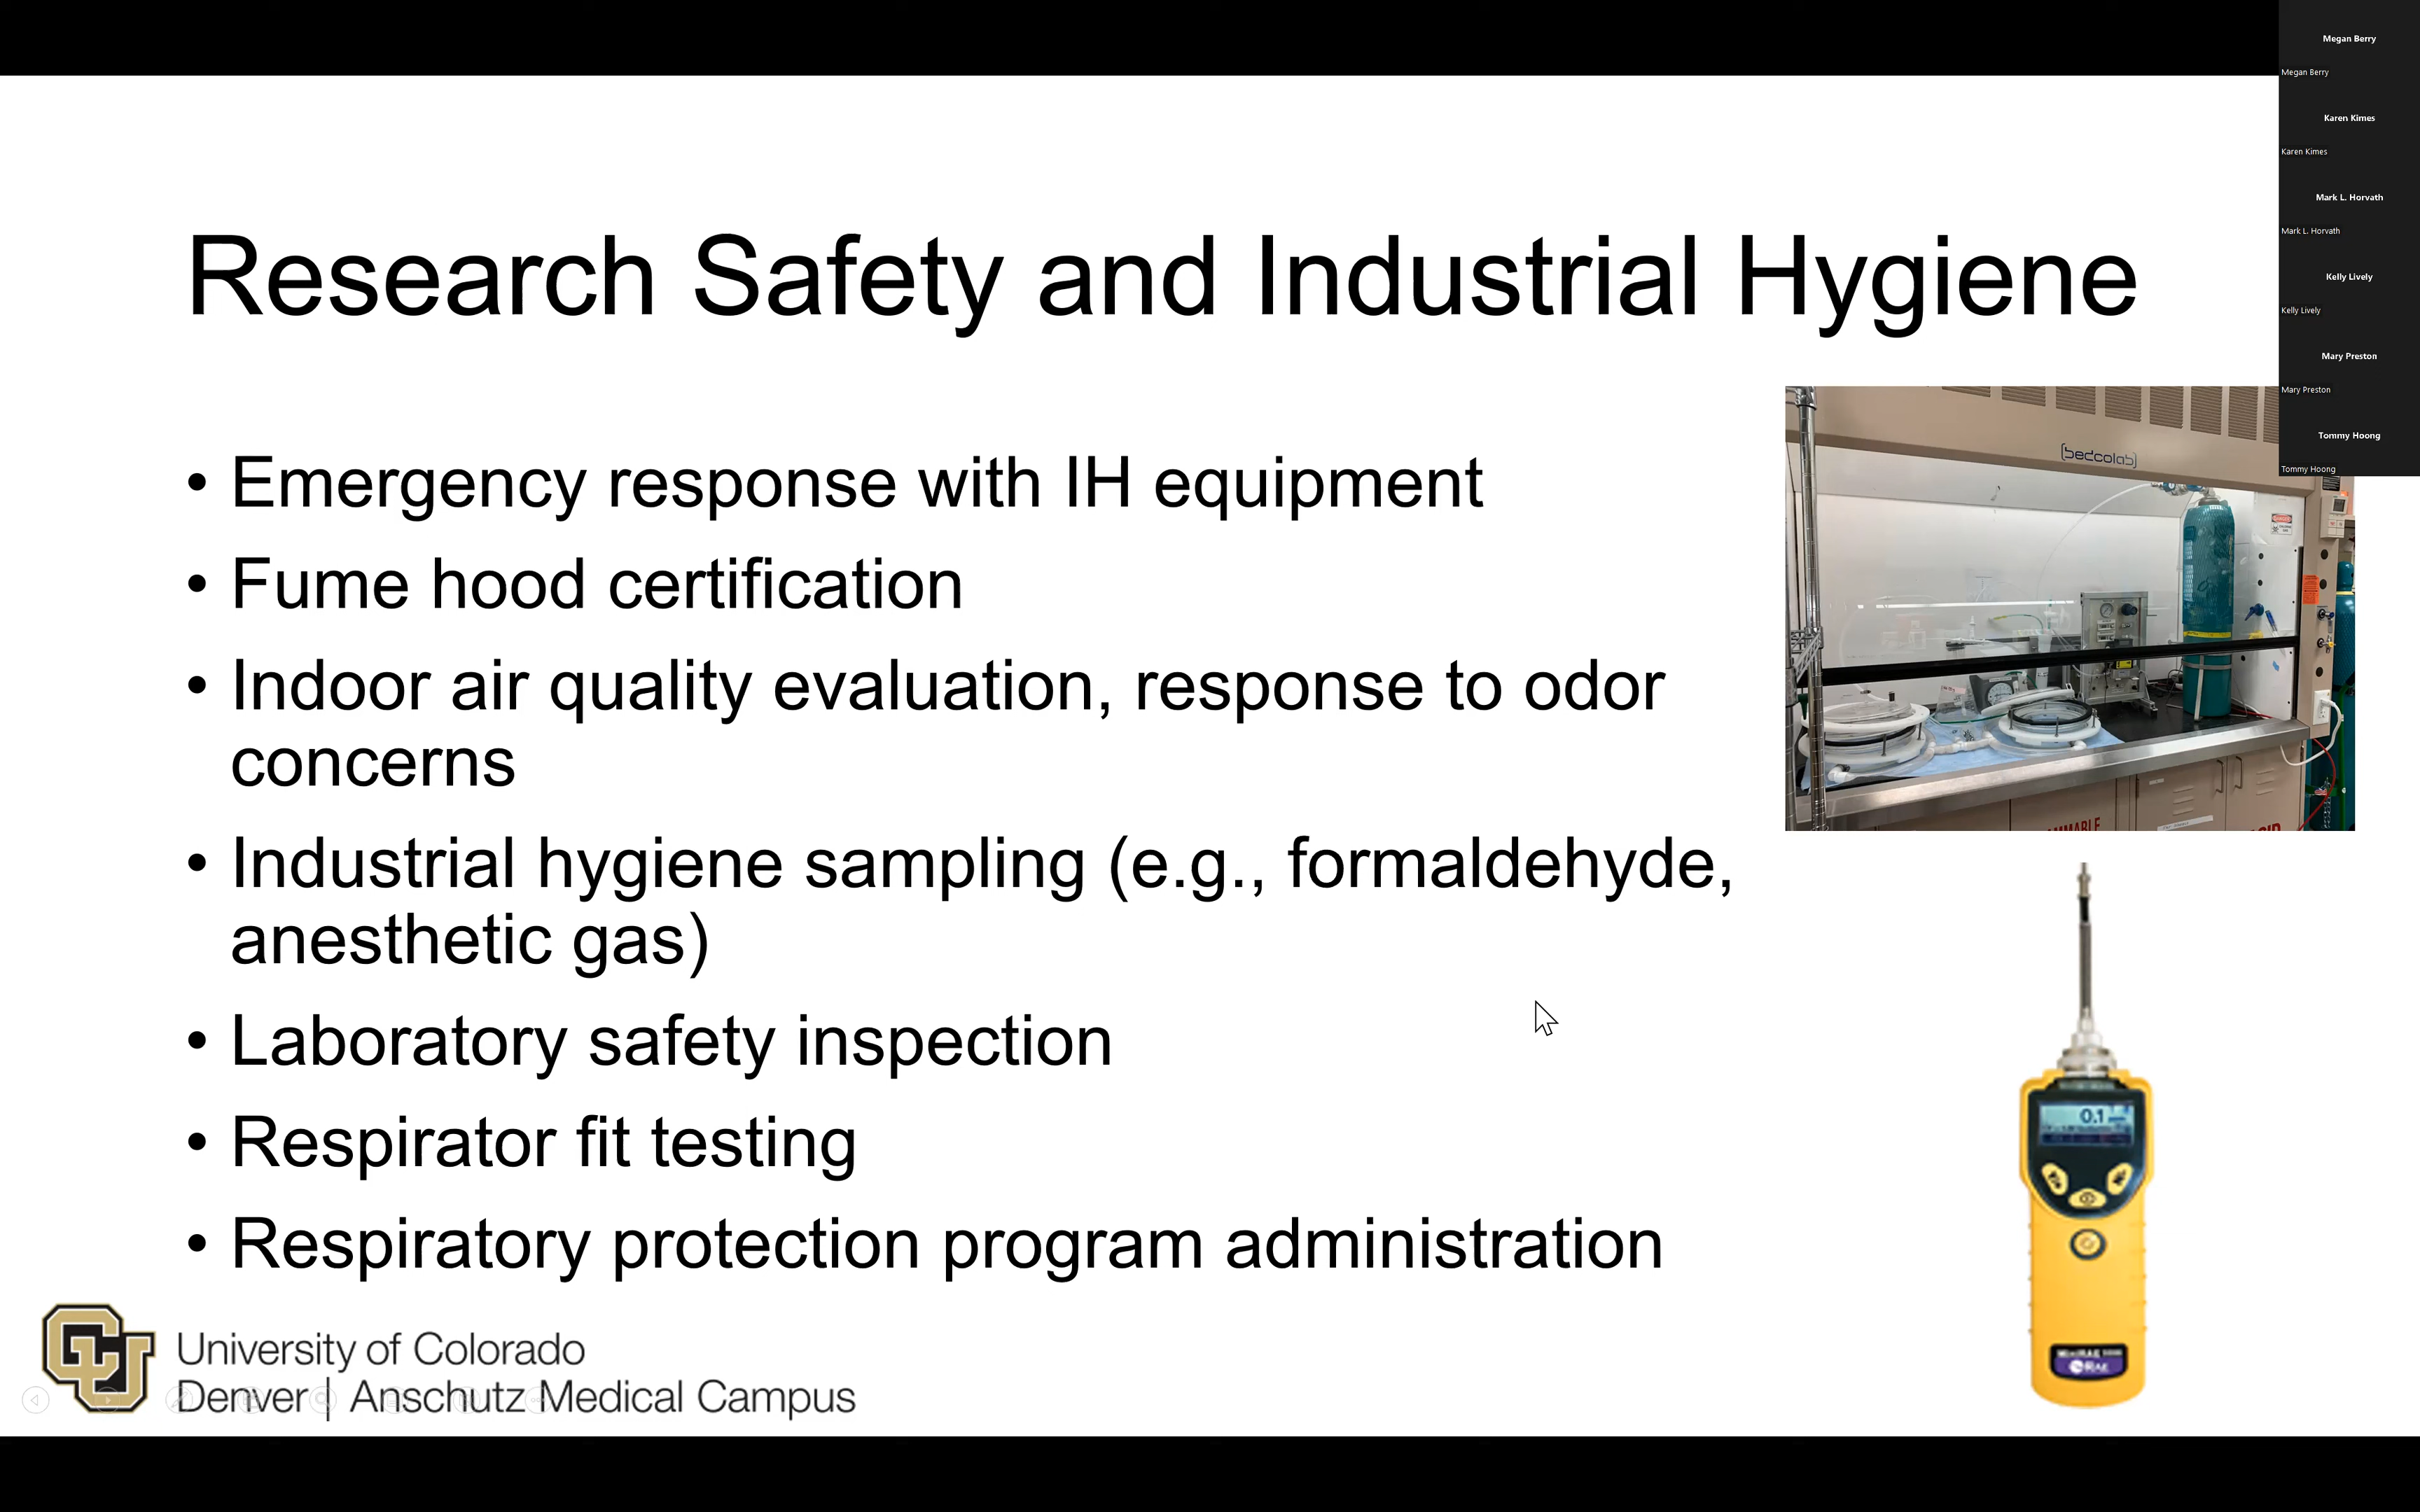 Research Safety and Industrial Hygiene
• Emergency response with IH equipment
• Fume hood certification
• Indoor air quality evaluation, response to odor
concerns
• Industrial hygiene sampling (e.g., formaldehyde,
anesthetic gas)
• Laboratory safety inspection
• Respirator fit testing
• Respiratory protection program administration
University of Colorado
Denver | Anschutz Medical Campus
CU
Megan Berry
Megan Berry
Karen Kimes
Karen Kimes
Mark L. Horvath
Mark L. Horvath
Kelly Lively
Kelly Lively
Mary Preston
Mary Preston
Tommy Hoong
Tommy Hoong
bedcolab
0.1
RAE